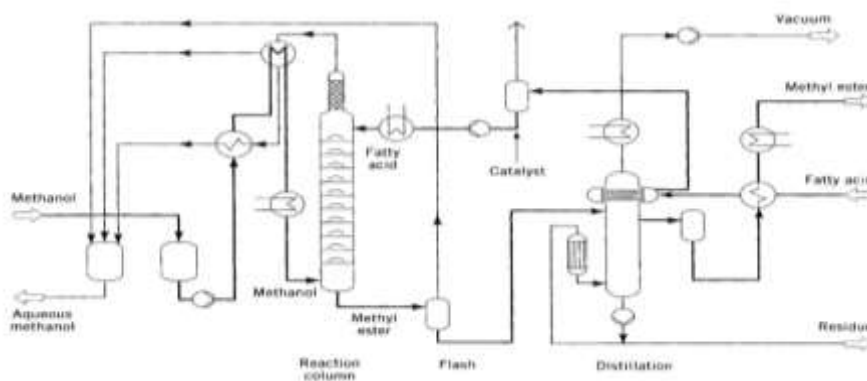 Vacuum
Methyl ester
Fatty
acid
Catalyst
Fatty acid
Methanol
Methanol
Aqueous
methanol
Methyl
ester
Residue
Reaction
column
Flash
Distillation